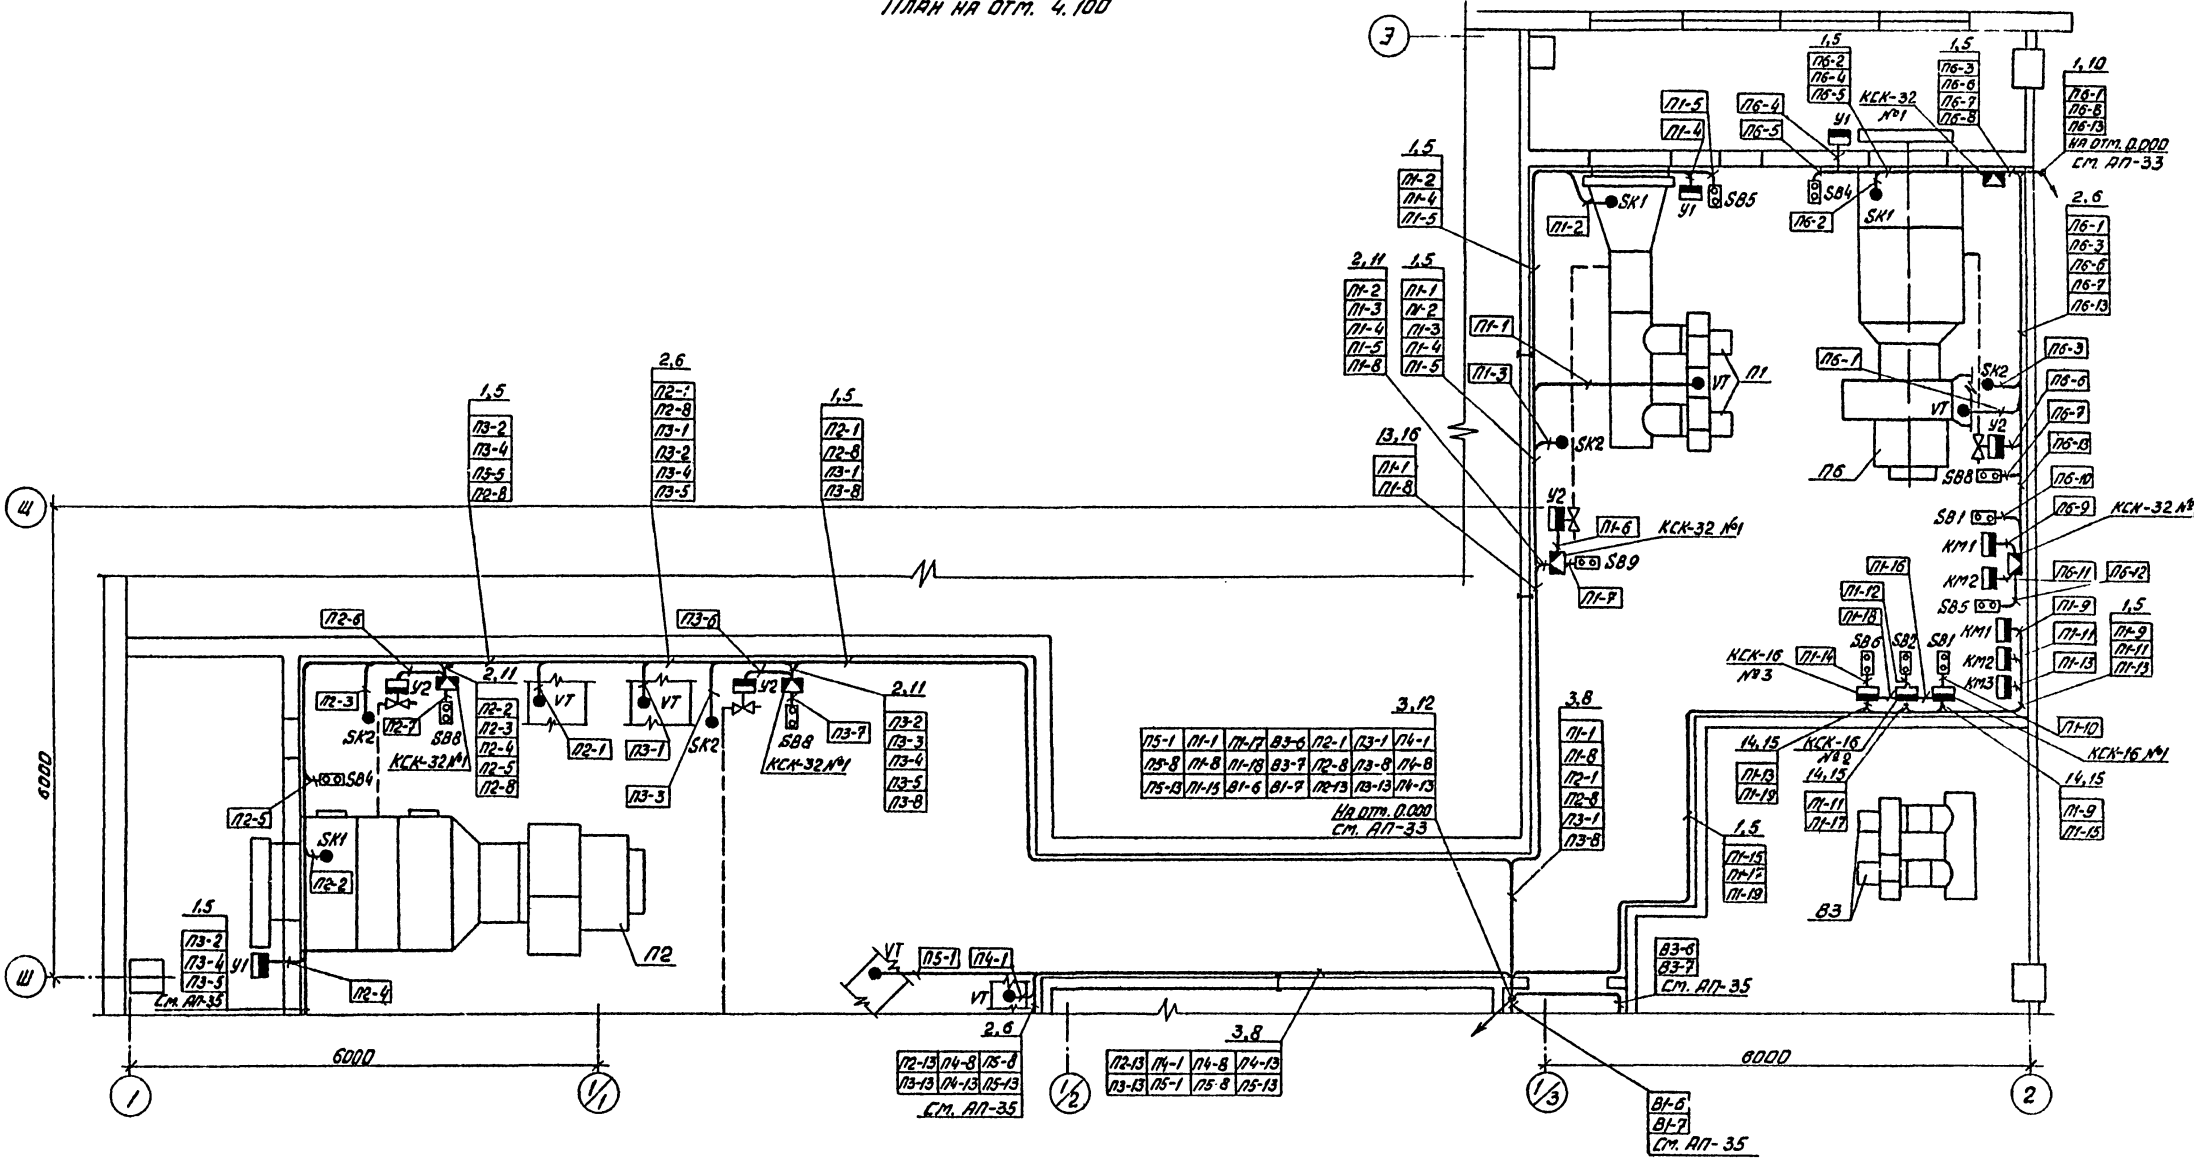 ПЛАН НА ОТМ. 4.100
Э
1,5
П6-2
П6-4
П6-5
1,5
П6-3
П6-6
П6-7
П6-8
1,10
П6-1
П6-8
П6-13
НА ОТМ. 0.000
СМ. АП-33
КСК-32
№1
П1-5
П1-4
П6-4
П6-5
У1
1,5
П1-2
П1-4
П1-5
П1-2
SK1
У1
SB5
SB4
П6-2
SK1
2,6
П6-1
П6-3
П6-6
П6-7
П6-13
2,11
П1-2
П1-3
П1-4
П1-5
П1-8
1,5
П1-1
П1-2
П1-3
П1-4
П1-5
П1-1
П1-3
VT
П1
SK2
П6-1
SK2
VT
У2
П6-3
П6-6
П6-7
П6-13
П6
SB8
П6-10
П6-9
SB1
КМ1
КСК-32 №
КМ2
П6-11
П6-12
SB5
13,16
П1-1
П1-8
У2
П1-6
КСК-32 №1
SB9
П1-7
1,5
П3-2
П3-4
П5-5
П2-8
2,6
П2-1
П2-8
П3-1
П3-2
П3-4
П3-5
1,5
П2-1
П2-8
П3-1
П3-8
Щ
П2-6
П3-6
П2-3
SK2
У2
П2-7
SB8
КСК-32№1
2,11
П2-2
П2-3
П2-4
П2-5
П2-8
VT
П2-1
VT
П3-1
П3-3
SK2
У2
SB8
КСК-32№1
П3-7
2,11
П3-2
П3-3
П3-4
П3-5
П3-8
П1-16
П1-12
П1-18
SB6
SB2
SB1
КСК-16
№3
П1-14
КМ1
КМ2
КМ3
П1-9
П1-11
П1-13
1,5
П1-9
П1-11
П1-13
П1-10
КСК-16 №1
14,15
П1-13
П1-19
КСК-16
№2
14,15
П1-11
П1-17
14,15
П1-9
П1-15
3,12
П5-1 П1-1 П1-17 В3-6 П2-1 П3-1 П4-1
П5-8 П1-8 П1-18 В3-7 П2-8 П3-8 П4-8
П5-13 П1-15 В1-6 В1-7 П2-13 П3-13 П4-13
НА ОТМ. 0.000
СМ. АП-33
3,8
П1-1
П1-8
П2-1
П2-8
П3-1
П3-8
1,5
П1-15
П1-17
П1-19
В3
SB4
П2-5
SK1
П2-2
6000
1,5
П3-2
П3-4
П3-5
СМ. АП-35
У1
П2-4
П2
Ш
VT
П5-1
П4-1
VT
В3-6
В3-7
СМ. АП-35
2,6
П2-13 П4-8 П5-8
П3-13 П4-13 П5-13
СМ. АП-35
3,8
П2-13 П4-1 П4-8 П4-13
П3-13 П5-1 П5-8 П5-13
6000
6000
1
1/1
1/2
1/3
2
В1-6
В1-7
СМ. АП-35